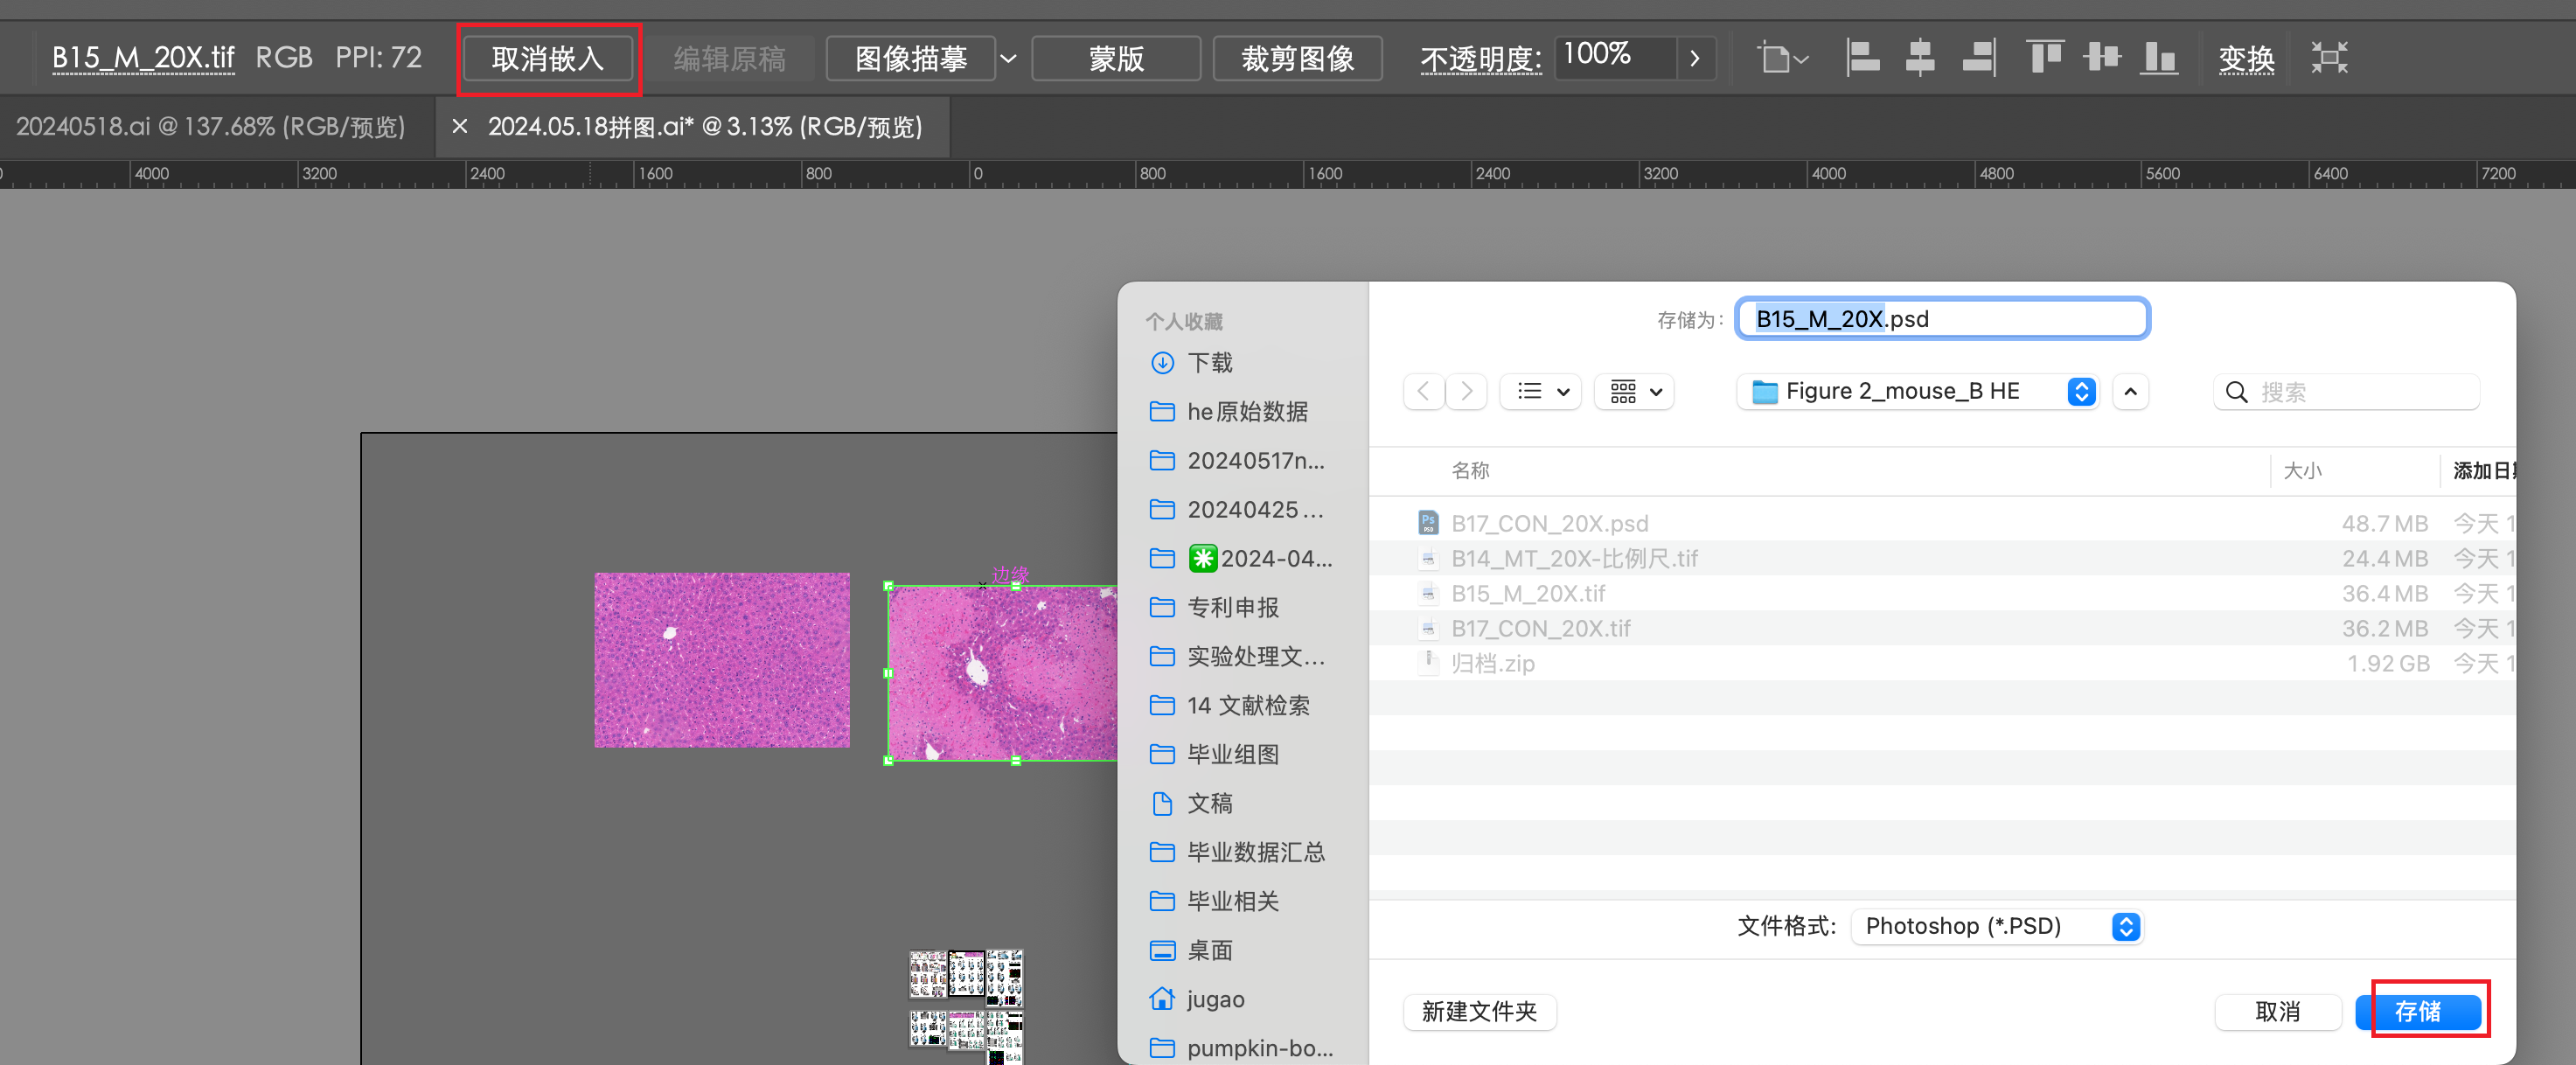 B15_M_20X.tif RGB PPI: 72 取消嵌入 编辑原稿 图像描摹 蒙版 裁剪图像 不透明度: 100% 变换
20240518.ai @ 137.68% (RGB/预览) × 2024.05.18拼图.ai* @ 3.13% (RGB/预览)
0 4000 3200 2400 1600 800 0 800 1600 2400 3200 4000 4800 5600 6400 7200
边缘
个人收藏
下载
he原始数据
20240517n...
20240425...
2024-04...
专利申报
实验处理文...
14 文献检索
毕业组图
文稿
毕业数据汇总
毕业相关
桌面
jugao
pumpkin-bo...
存储为: B15_M_20X.psd
Figure 2_mouse_B HE 搜索
名称 大小 添加日
B17_CON_20X.psd 48.7 MB 今天 1
B14_MT_20X-比例尺.tif 24.4 MB 今天 1
B15_M_20X.tif 36.4 MB 今天 1
B17_CON_20X.tif 36.2 MB 今天 1
归档.zip 1.92 GB 今天 1
文件格式: Photoshop (*.PSD)
新建文件夹 取消 存储